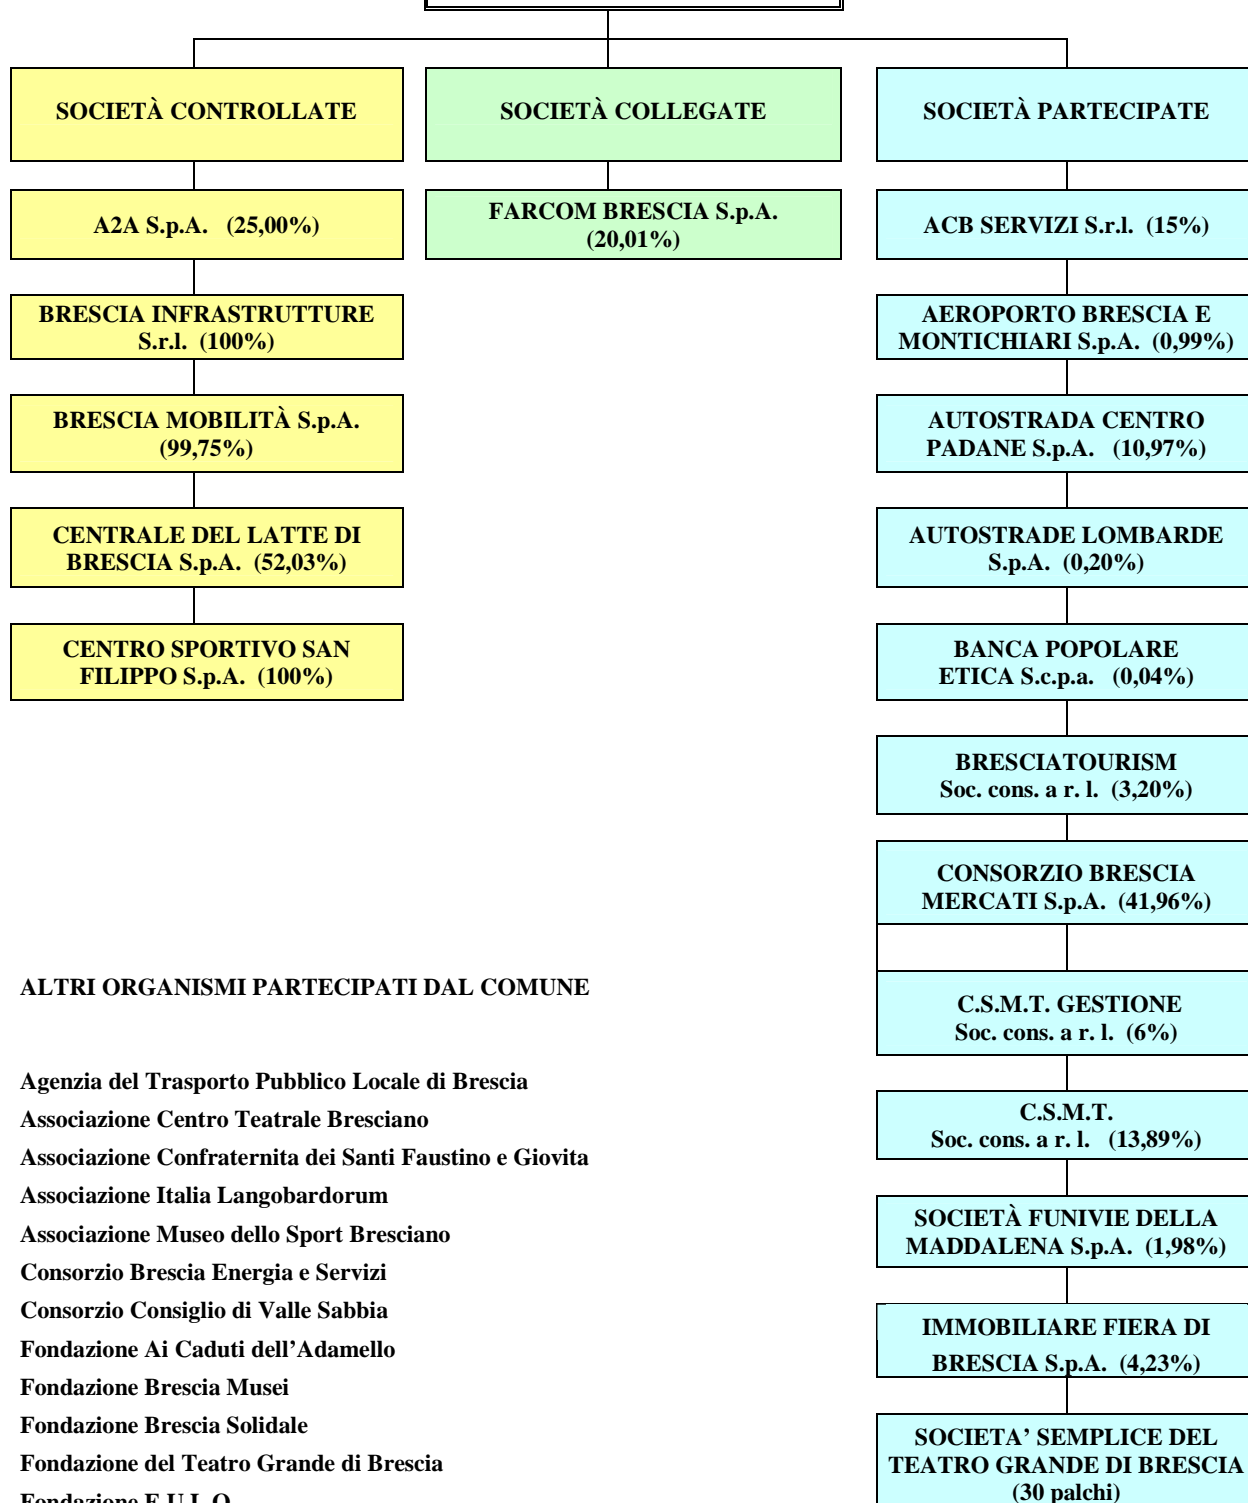 SOCIETÀ CONTROLLATE
SOCIETÀ COLLEGATE
SOCIETÀ PARTECIPATE
A2A S.p.A. (25,00%)
FARCOM BRESCIA S.p.A.
(20,01%)
ACB SERVIZI S.r.l. (15%)
BRESCIA INFRASTRUTTURE
S.r.l. (100%)
AEROPORTO BRESCIA E
MONTICHIARI S.p.A. (0,99%)
BRESCIA MOBILITÀ S.p.A.
(99,75%)
AUTOSTRADA CENTRO
PADANE S.p.A. (10,97%)
CENTRALE DEL LATTE DI
BRESCIA S.p.A. (52,03%)
AUTOSTRADE LOMBARDE
S.p.A. (0,20%)
CENTRO SPORTIVO SAN
FILIPPO S.p.A. (100%)
BANCA POPOLARE
ETICA S.c.p.a. (0,04%)
BRESCIATOURISM
Soc. cons. a r. l. (3,20%)
CONSORZIO BRESCIA
MERCATI S.p.A. (41,96%)
C.S.M.T. GESTIONE
Soc. cons. a r. l. (6%)
C.S.M.T.
Soc. cons. a r. l. (13,89%)
SOCIETÀ FUNIVIE DELLA
MADDALENA S.p.A. (1,98%)
IMMOBILIARE FIERA DI
BRESCIA S.p.A. (4,23%)
SOCIETA' SEMPLICE DEL
TEATRO GRANDE DI BRESCIA
(30 palchi)
ALTRI ORGANISMI PARTECIPATI DAL COMUNE
Agenzia del Trasporto Pubblico Locale di Brescia
Associazione Centro Teatrale Bresciano
Associazione Confraternita dei Santi Faustino e Giovita
Associazione Italia Langobardorum
Associazione Museo dello Sport Bresciano
Consorzio Brescia Energia e Servizi
Consorzio Consiglio di Valle Sabbia
Fondazione Ai Caduti dell'Adamello
Fondazione Brescia Musei
Fondazione Brescia Solidale
Fondazione del Teatro Grande di Brescia
Fondazione E.U.L.O.